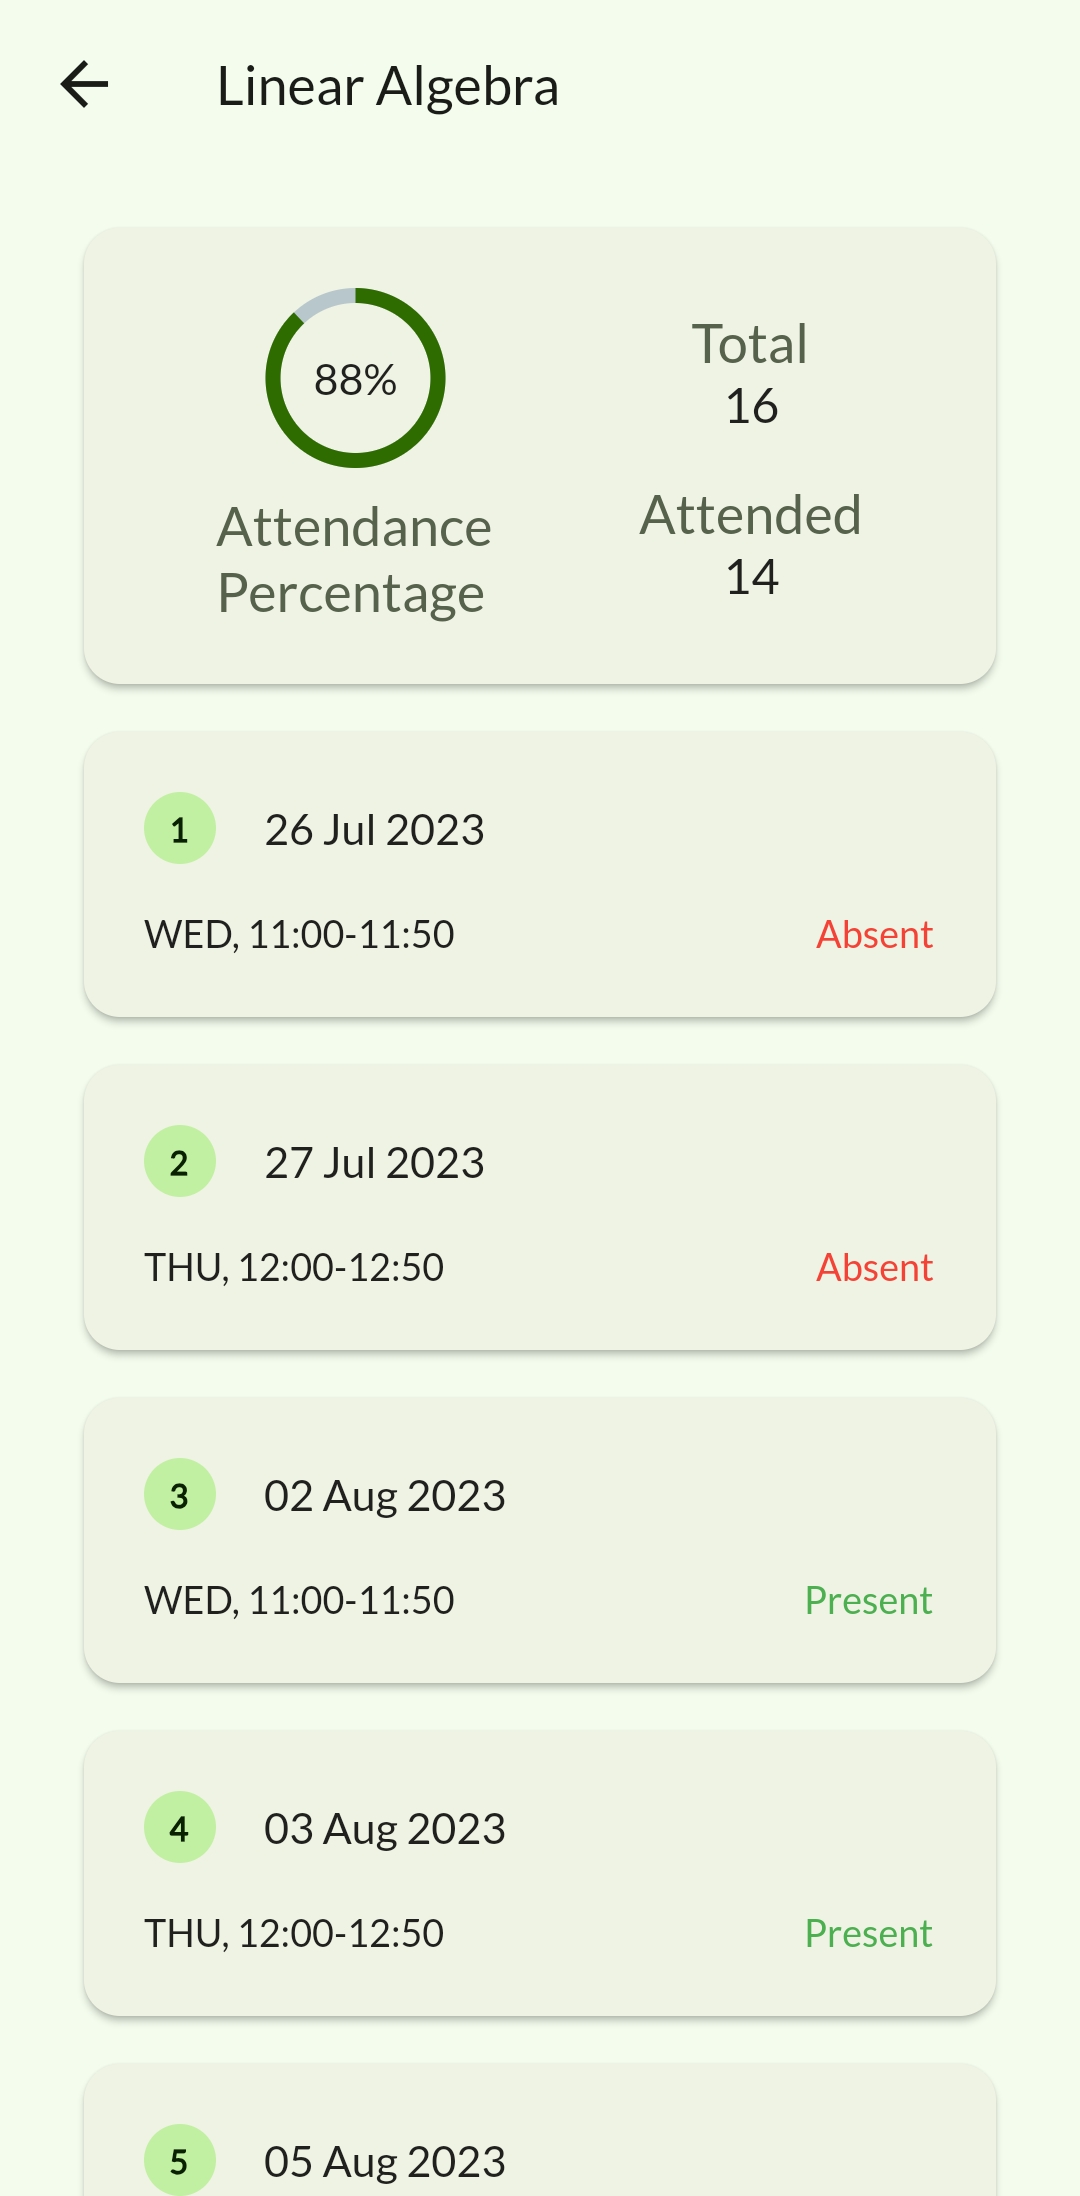 Linear Algebra
88%
Attendance
Percentage
Total
16
Attended
14
1 26 Jul 2023
WED, 11:00-11:50 Absent
2 27 Jul 2023
THU, 12:00-12:50 Absent
3 02 Aug 2023
WED, 11:00-11:50 Present
4 03 Aug 2023
THU, 12:00-12:50 Present
5 05 Aug 2023